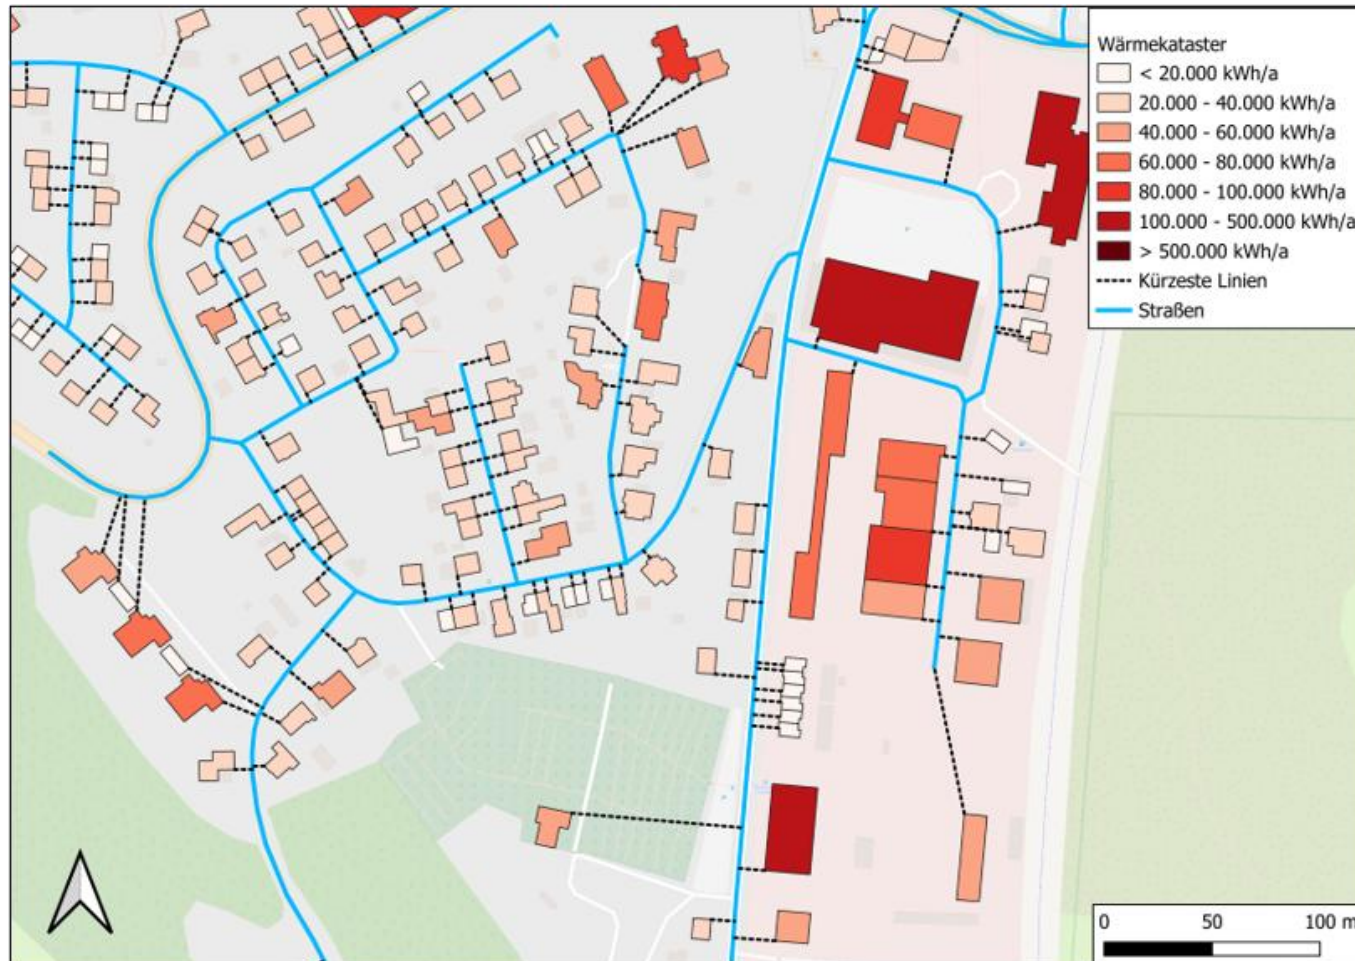 Wärmekataster
< 20.000 kWh/a
20.000 - 40.000 kWh/a
40.000 - 60.000 kWh/a
60.000 - 80.000 kWh/a
80.000 - 100.000 kWh/a
100.000 - 500.000 kWh/a
> 500.000 kWh/a
Kürzeste Linien
Straßen
0 50 100 m